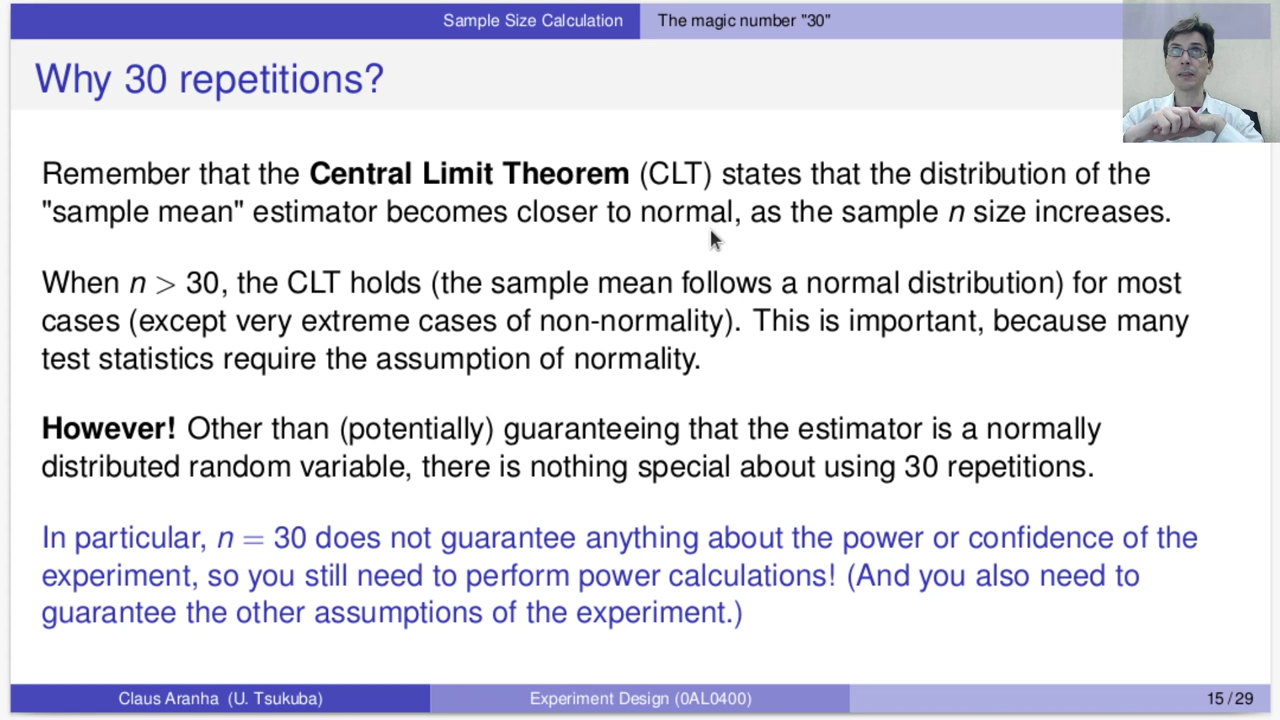 Sample Size Calculation
The magic number "30"
Why 30 repetitions?
Remember that the Central Limit Theorem (CLT) states that the distribution of the
"sample mean" estimator becomes closer to normal, as the sample n size increases.
When n > 30, the CLT holds (the sample mean follows a normal distribution) for most
cases (except very extreme cases of non-normality). This is important, because many
test statistics require the assumption of normality.
However! Other than (potentially) guaranteeing that the estimator is a normally
distributed random variable, there is nothing special about using 30 repetitions.
In particular, n = 30 does not guarantee anything about the power or confidence of the
experiment, so you still need to perform power calculations! (And you also need to
guarantee the other assumptions of the experiment.)
Claus Aranha (U. Tsukuba)
Experiment Design (0AL0400)
15 / 29